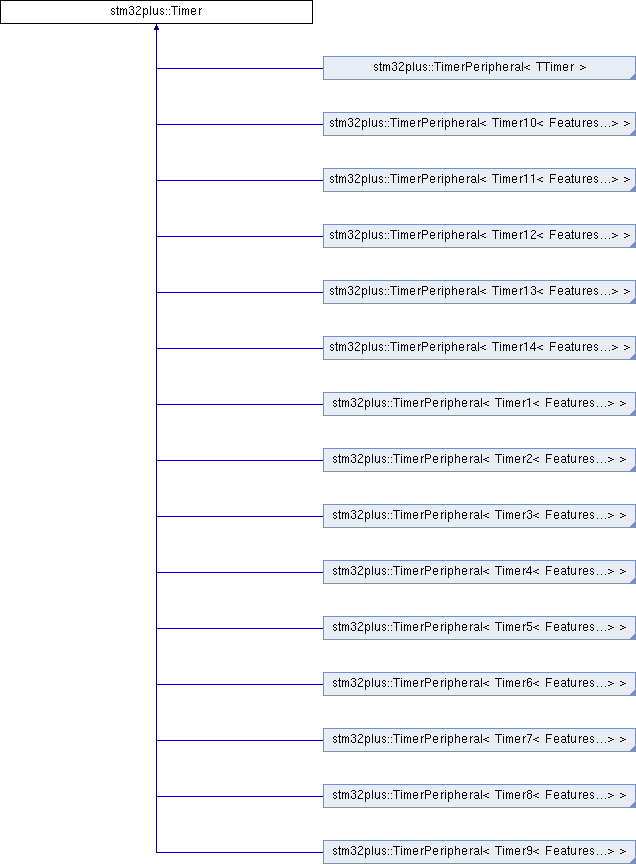 stm32plus::Timer
stm32plus::TimerPeripheral< TTimer >
stm32plus::TimerPeripheral< Timer10< Features...> >
stm32plus::TimerPeripheral< Timer11< Features...> >
stm32plus::TimerPeripheral< Timer12< Features...> >
stm32plus::TimerPeripheral< Timer13< Features...> >
stm32plus::TimerPeripheral< Timer14< Features...> >
stm32plus::TimerPeripheral< Timer1< Features...> >
stm32plus::TimerPeripheral< Timer2< Features...> >
stm32plus::TimerPeripheral< Timer3< Features...> >
stm32plus::TimerPeripheral< Timer4< Features...> >
stm32plus::TimerPeripheral< Timer5< Features...> >
stm32plus::TimerPeripheral< Timer6< Features...> >
stm32plus::TimerPeripheral< Timer7< Features...> >
stm32plus::TimerPeripheral< Timer8< Features...> >
stm32plus::TimerPeripheral< Timer9< Features...> >